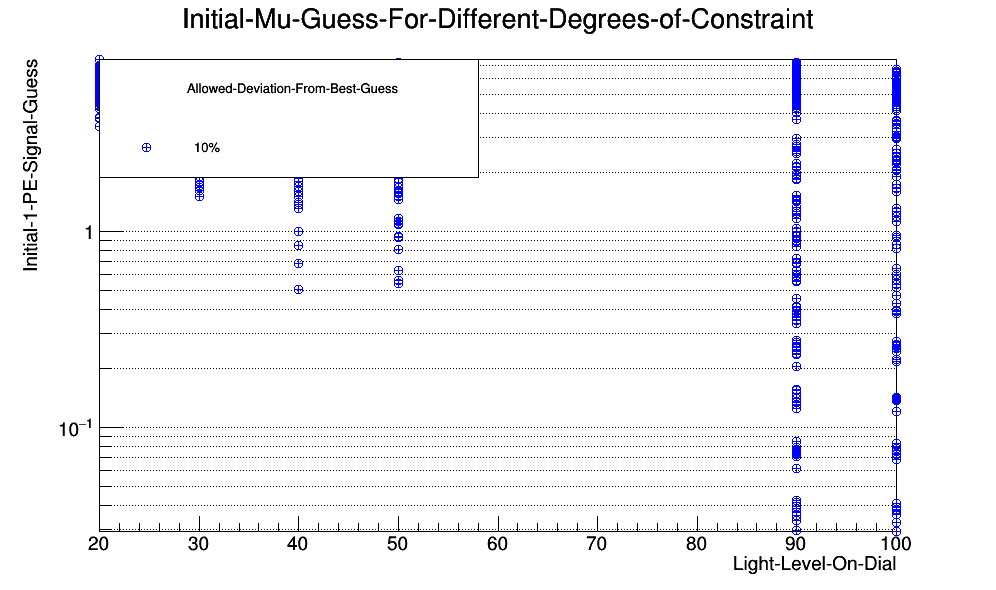 Initial-Mu-Guess-For-Different-Degrees-of-Constraint
Initial-1-PE-Signal-Guess
Allowed-Deviation-From-Best-Guess
10%
1
10⁻¹
20 30 40 50 60 70 80 90 100
Light-Level-On-Dial